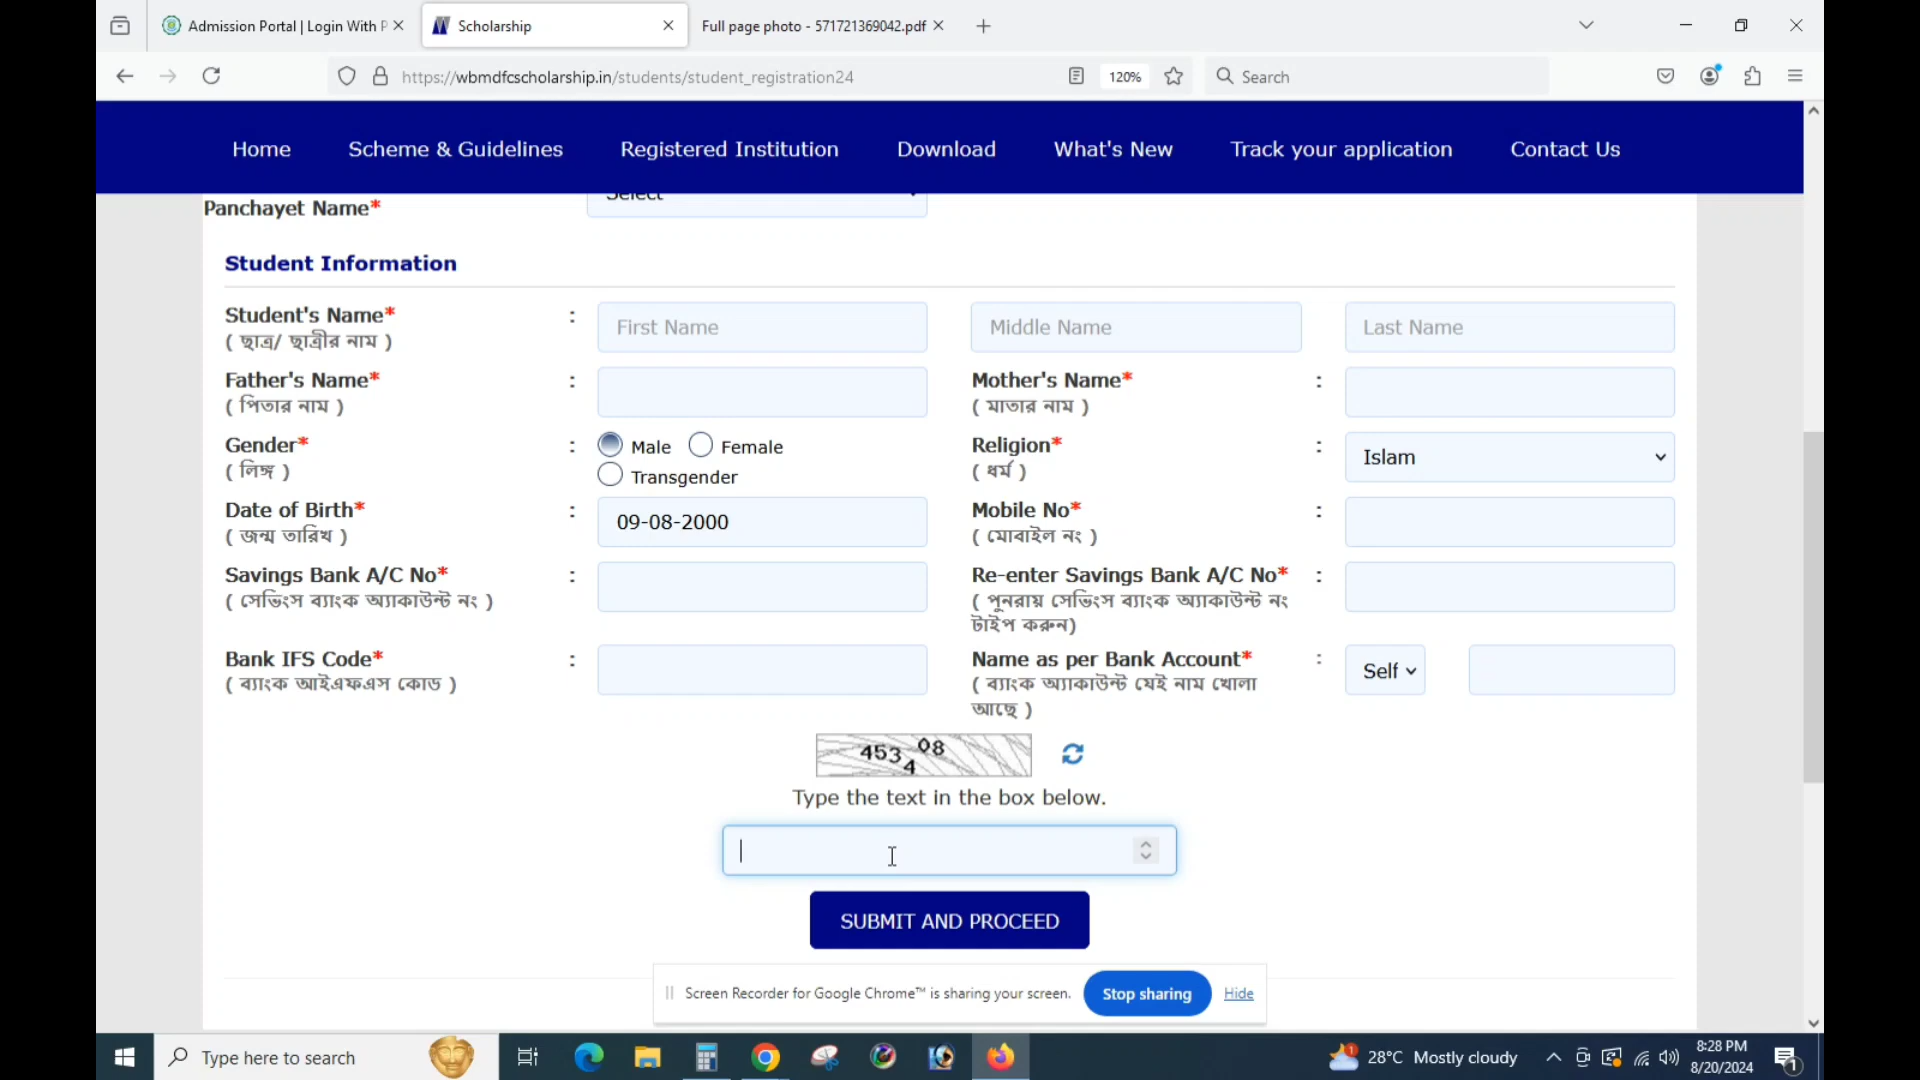 Admission Portal | Login With P
Scholarship
Full page photo - 571721369042.pdf
https://wbmdfcscholarship.in/students/student_registration24
120%
Search
Home
Scheme & Guidelines
Registered Institution
Download
What's New
Track your application
Contact Us
Panchayet Name*
Select
Student Information
Student's Name* : First Name Middle Name Last Name
( ছাত্র/ ছাত্রীর নাম )
Father's Name* : Mother's Name* :
( পিতার নাম ) ( মাতার নাম )
Gender* : Male Female Religion* : Islam
( লিঙ্গ ) Transgender ( ধর্ম )
Date of Birth* : 09-08-2000 Mobile No* :
( জন্ম তারিখ ) ( মোবাইল নং )
Savings Bank A/C No* : Re-enter Savings Bank A/C No* :
( সেভিংস ব্যাংক অ্যাকাউন্ট নং ) ( পুনরায় সেভিংস ব্যাংক অ্যাকাউন্ট নং
টাইপ করুন)
Bank IFS Code* : Name as per Bank Account* : Self
( ব্যাংক আইএফএস কোড ) ( ব্যাংক অ্যাকাউন্ট যেই নাম খোলা
আছে )
453408
Type the text in the box below.
SUBMIT AND PROCEED
Screen Recorder for Google Chrome™ is sharing your screen.
Stop sharing
Hide
Type here to search
28°C Mostly cloudy
8:28 PM
8/20/2024
1